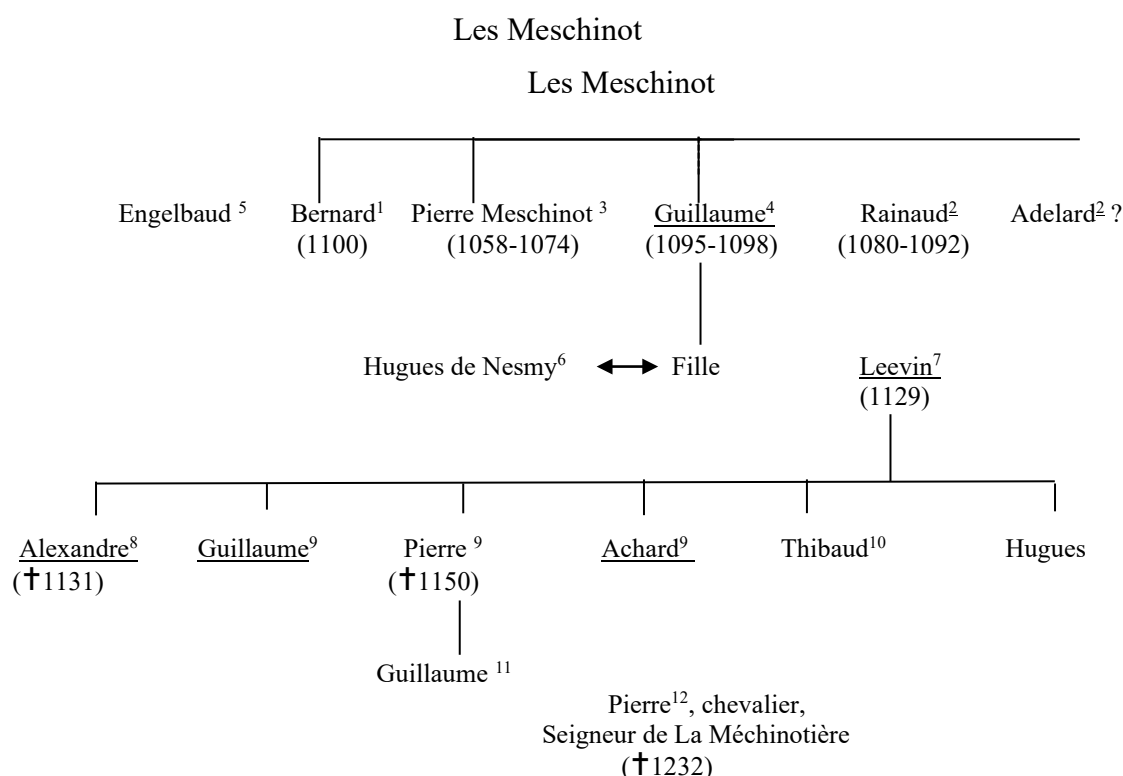 Les Meschinot
Les Meschinot
Engelbaud ⁵ Bernard¹ Pierre Meschinot ³ Guillaume⁴ Rainaud² Adelard² ?
(1100) (1058-1074) (1095-1098) (1080-1092)
Hugues de Nesmy⁶ Fille Leevin⁷
(1129)
Alexandre⁸ Guillaume⁹ Pierre ⁹ Achard⁹ Thibaud¹⁰ Hugues
(✝1131) (✝1150)
Guillaume ¹¹
Pierre¹², chevalier,
Seigneur de La Méchinotière
(✝1232)